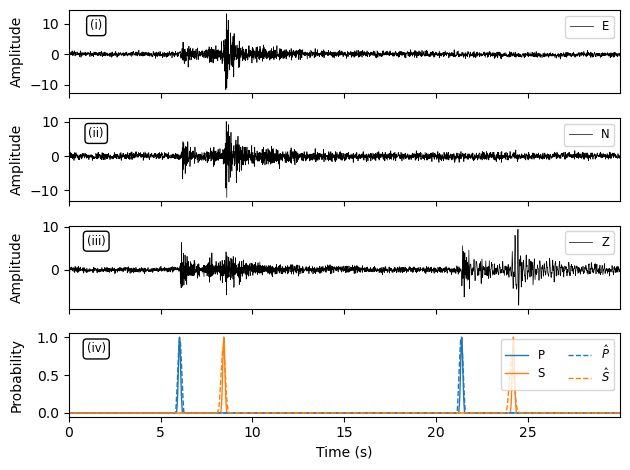 Amplitude
10
0
−10
(i)
E
Amplitude
10
0
−10
(ii)
N
Amplitude
10
0
(iii)
Z
Probability
1.0
0.5
0.0
(iv)
P P̂
S Ŝ
0 5 10 15 20 25
Time (s)